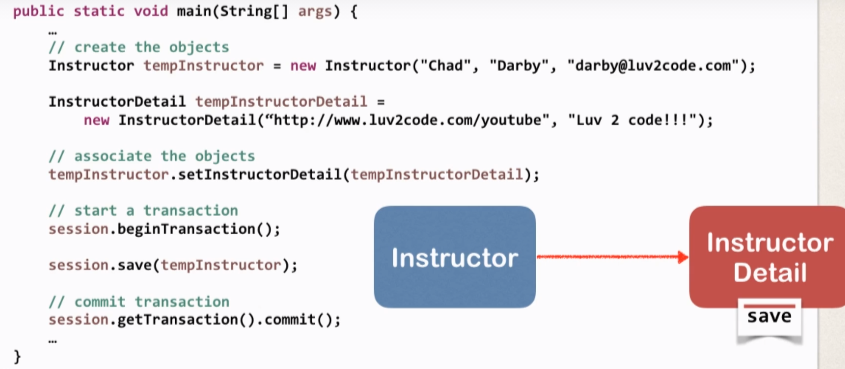 public static void main(String[] args) {
…
// create the objects
Instructor tempInstructor = new Instructor("Chad", "Darby", "darby@luv2code.com");
InstructorDetail tempInstructorDetail =
new InstructorDetail(“http://www.luv2code.com/youtube", "Luv 2 code!!!");
// associate the objects
tempInstructor.setInstructorDetail(tempInstructorDetail);
// start a transaction
session.beginTransaction();
session.save(tempInstructor);
// commit transaction
session.getTransaction().commit();
…
}
Instructor
Instructor
Detail
save